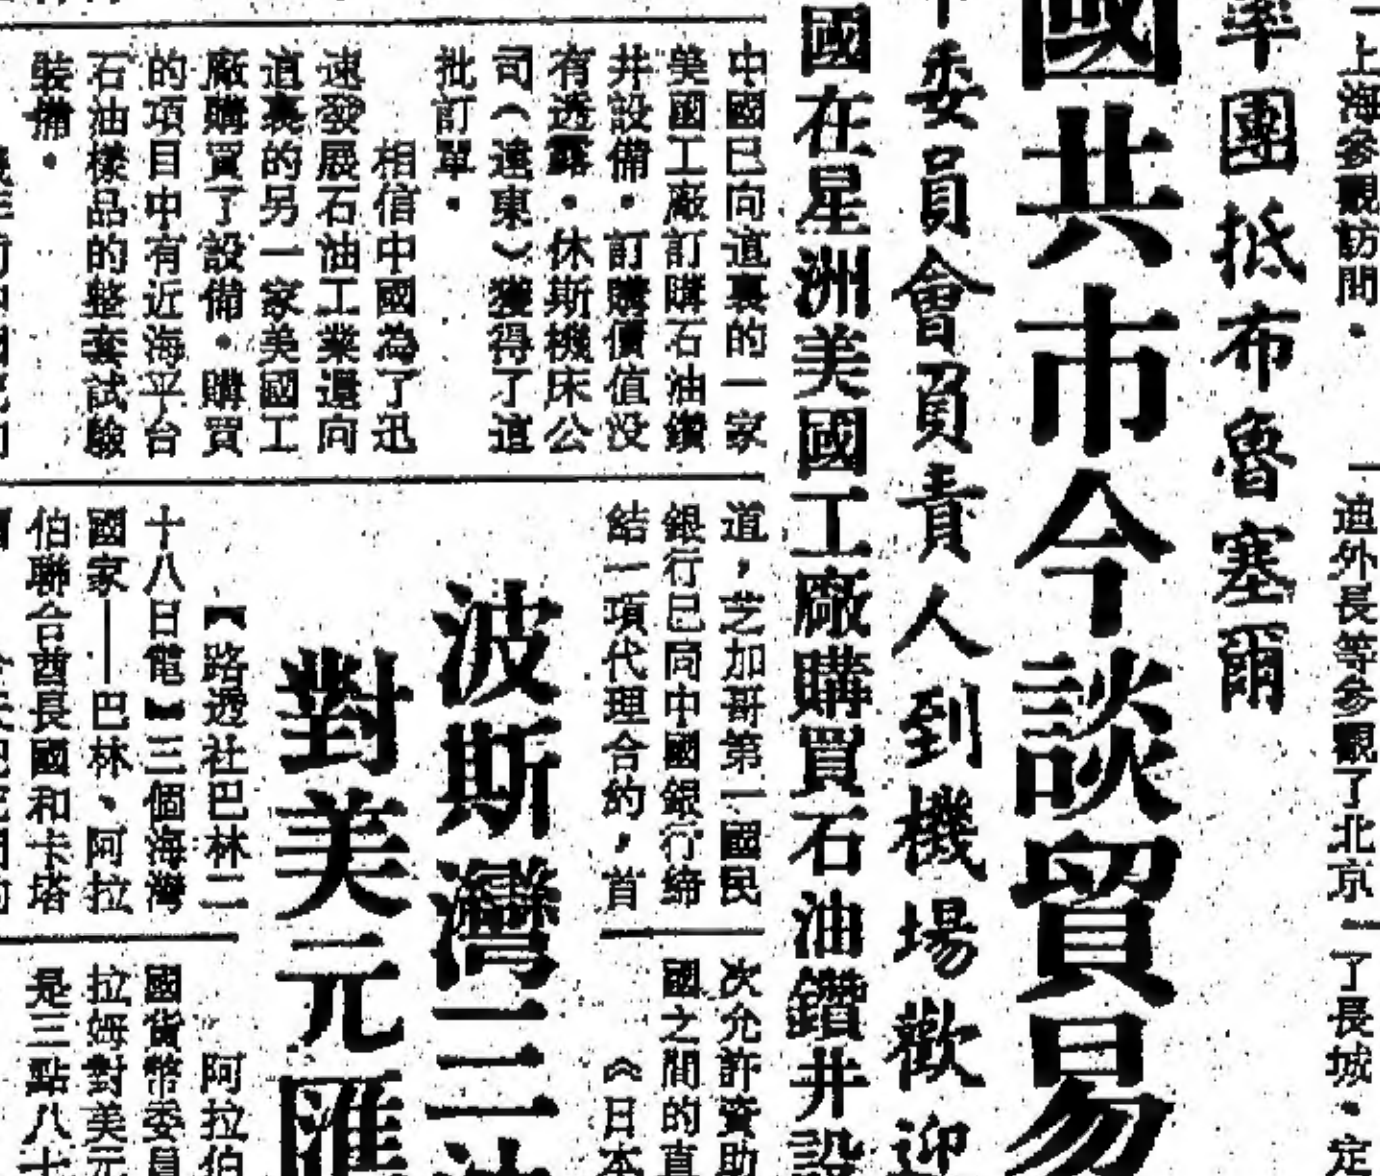 上海參觀訪問。
迪外長等參觀了北京
了長城。定
率團抵布魯塞爾
國共市今談貿易
委員會負責人到機場歡迎
國在星洲美國工廠購買石油鑽井設
中國已向這裏的一家
美國工廠訂購石油鑽
井設備。訂購價值沒
有透露。休斯機床公
司（遠東）獲得了這
批訂單。
相信中國為了迅
速發展石油工業還向
這裏的另一家美國工
廠購買了設備。購買
的項目中有近海平台
石油樣品的整套試驗
裝備。
道，芝加哥第一國民
銀行已同中國銀行締
結一項代理合約，首
次允許資助
國之間的直
《日本
波斯灣三油
對美元匯
【路透社巴林二
十八日電】三個海灣
國家——巴林、阿拉
伯聯合酋長國和卡塔
阿拉伯
國貨幣委員
拉姆對美元
是三點八七